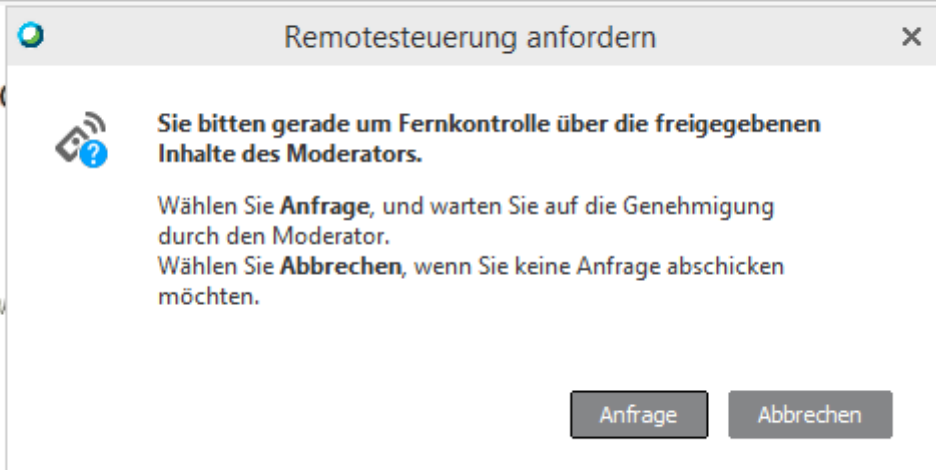 Remotesteuerung anfordern
Sie bitten gerade um Fernkontrolle über die freigegebenen
Inhalte des Moderators.
Wählen Sie Anfrage, und warten Sie auf die Genehmigung
durch den Moderator.
Wählen Sie Abbrechen, wenn Sie keine Anfrage abschicken
möchten.
Anfrage Abbrechen